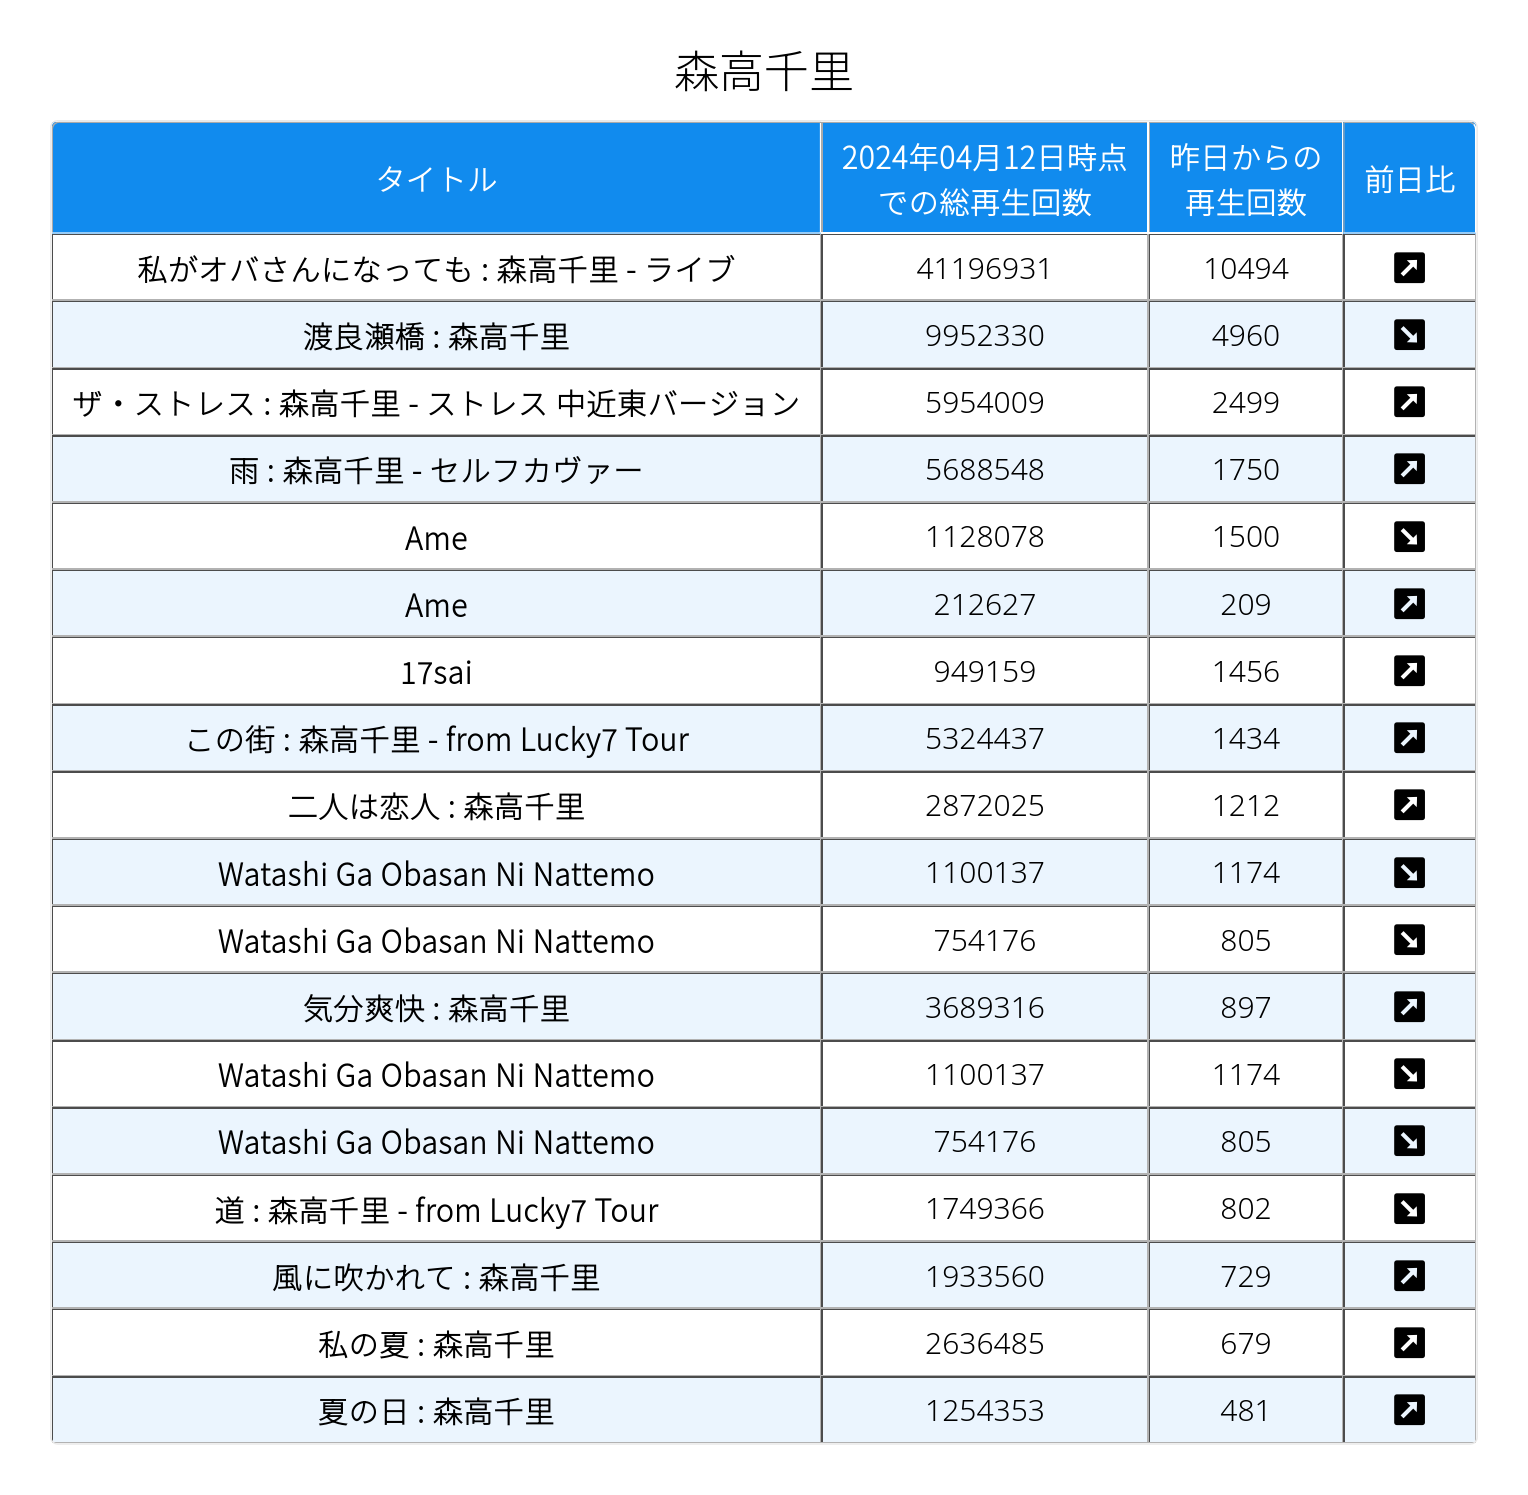 森高千里
タイトル 2024年04月12日時点での総再生回数 昨日からの再生回数 前日比
私がオバさんになっても : 森高千里 - ライブ 41196931 10494 ↗
渡良瀬橋 : 森高千里 9952330 4960 ↘
ザ・ストレス : 森高千里 - ストレス 中近東バージョン 5954009 2499 ↗
雨 : 森高千里 - セルフカヴァー 5688548 1750 ↗
Ame 1128078 1500 ↘
Ame 212627 209 ↗
17sai 949159 1456 ↗
この街 : 森高千里 - from Lucky7 Tour 5324437 1434 ↗
二人は恋人 : 森高千里 2872025 1212 ↗
Watashi Ga Obasan Ni Nattemo 1100137 1174 ↘
Watashi Ga Obasan Ni Nattemo 754176 805 ↘
気分爽快 : 森高千里 3689316 897 ↗
Watashi Ga Obasan Ni Nattemo 1100137 1174 ↘
Watashi Ga Obasan Ni Nattemo 754176 805 ↘
道 : 森高千里 - from Lucky7 Tour 1749366 802 ↘
風に吹かれて : 森高千里 1933560 729 ↗
私の夏 : 森高千里 2636485 679 ↗
夏の日 : 森高千里 1254353 481 ↗